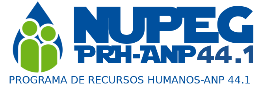 NUPEG
PRH-ANP44.1
PROGRAMA DE RECURSOS HUMANOS-ANP 44.1